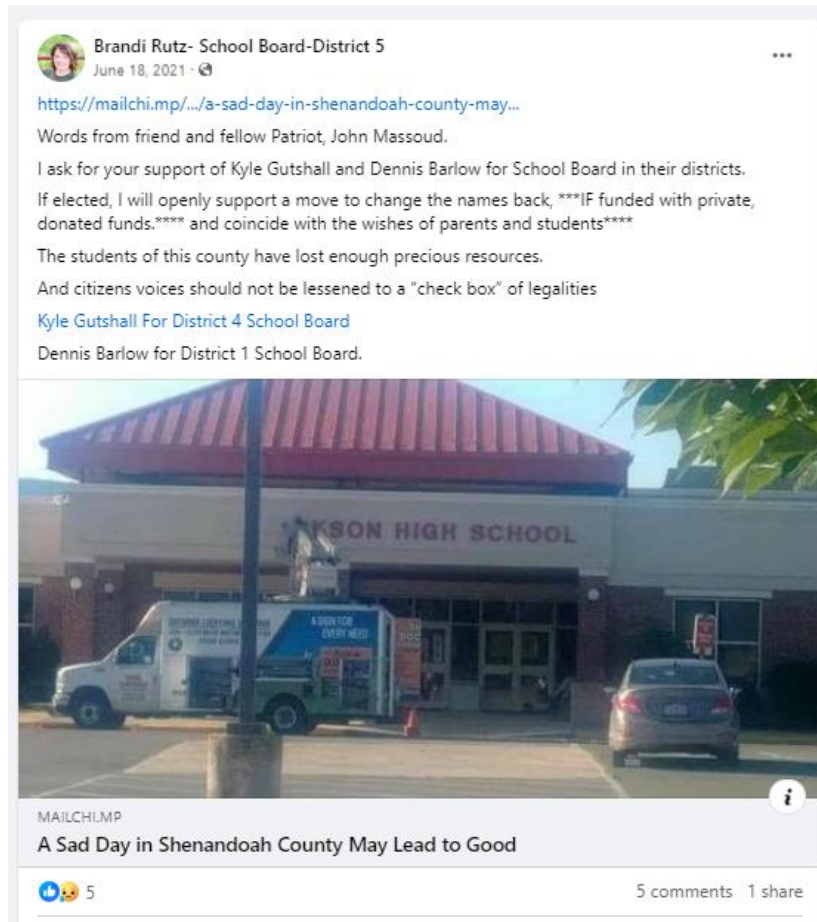 Brandi Rutz- School Board-District 5
June 18, 2021 ·
https://mailchi.mp/.../a-sad-day-in-shenandoah-county-may...
Words from friend and fellow Patriot, John Massoud.
I ask for your support of Kyle Gutshall and Dennis Barlow for School Board in their districts.
If elected, I will openly support a move to change the names back, ***IF funded with private,
donated funds.**** and coincide with the wishes of parents and students****
The students of this county have lost enough precious resources.
And citizens voices should not be lessened to a "check box" of legalities
Kyle Gutshall For District 4 School Board
Dennis Barlow for District 1 School Board.
KSON HIGH SCHOOL
A SIGN FOR
EVERY NEED
MAILCHI.MP
A Sad Day in Shenandoah County May Lead to Good
5
5 comments 1 share